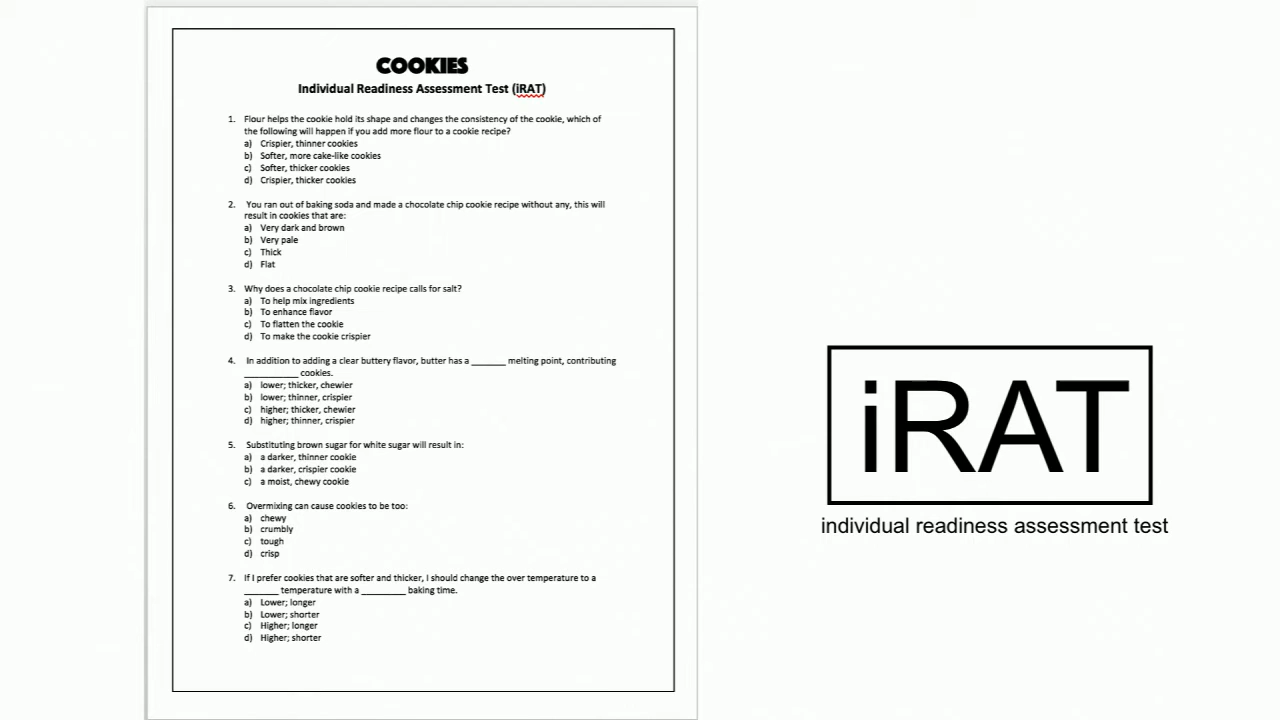 COOKIES
Individual Readiness Assessment Test (iRAT)
1. Flour helps the cookie hold its shape and changes the consistency of the cookie, which of
the following will happen if you add more flour to a cookie recipe?
a) Crispier, thinner cookies
b) Softer, more cake-like cookies
c) Softer, thicker cookies
d) Crispier, thicker cookies
2. You ran out of baking soda and made a chocolate chip cookie recipe without any, this will
result in cookies that are:
a) Very dark and brown
b) Very pale
c) Thick
d) Flat
3. Why does a chocolate chip cookie recipe calls for salt?
a) To help mix ingredients
b) To enhance flavor
c) To flatten the cookie
d) To make the cookie crispier
4. In addition to adding a clear buttery flavor, butter has a _______ melting point, contributing
___________ cookies.
a) lower; thicker, chewier
b) lower; thinner, crispier
c) higher; thicker, chewier
d) higher; thinner, crispier
5. Substituting brown sugar for white sugar will result in:
a) a darker, thinner cookie
b) a darker, crispier cookie
c) a moist, chewy cookie
6. Overmixing can cause cookies to be too:
a) chewy
b) crumbly
c) tough
d) crisp
7. If I prefer cookies that are softer and thicker, I should change the over temperature to a
_______ temperature with a _________ baking time.
a) Lower; longer
b) Lower; shorter
c) Higher; longer
d) Higher; shorter
iRAT
individual readiness assessment test